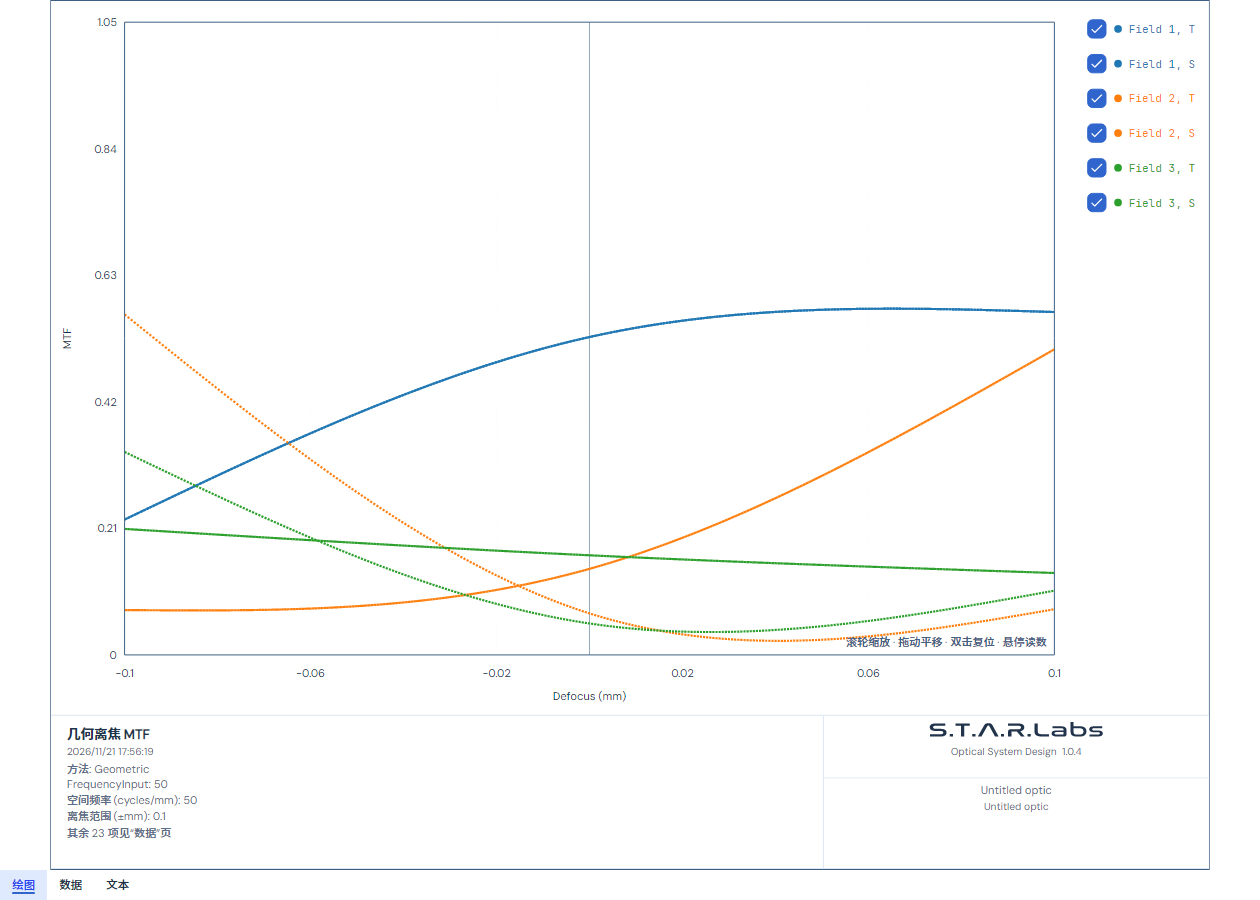 1.05
0.84
0.63
0.42
0.21
0
MTF
-0.1
-0.06
-0.02
0.02
0.06
0.1
Defocus (mm)
滚轮缩放 · 拖动平移 · 双击复位 · 悬停读数
Field 1, T
Field 1, S
Field 2, T
Field 2, S
Field 3, T
Field 3, S
几何离焦 MTF
2026/11/21 17:56:19
方法: Geometric
FrequencyInput: 50
空间频率 (cycles/mm): 50
离焦范围 (±mm): 0.1
其余 23 项见“数据”页
S.T.A.R.Labs
Optical System Design 1.0.4
Untitled optic
Untitled optic
绘图 数据 文本